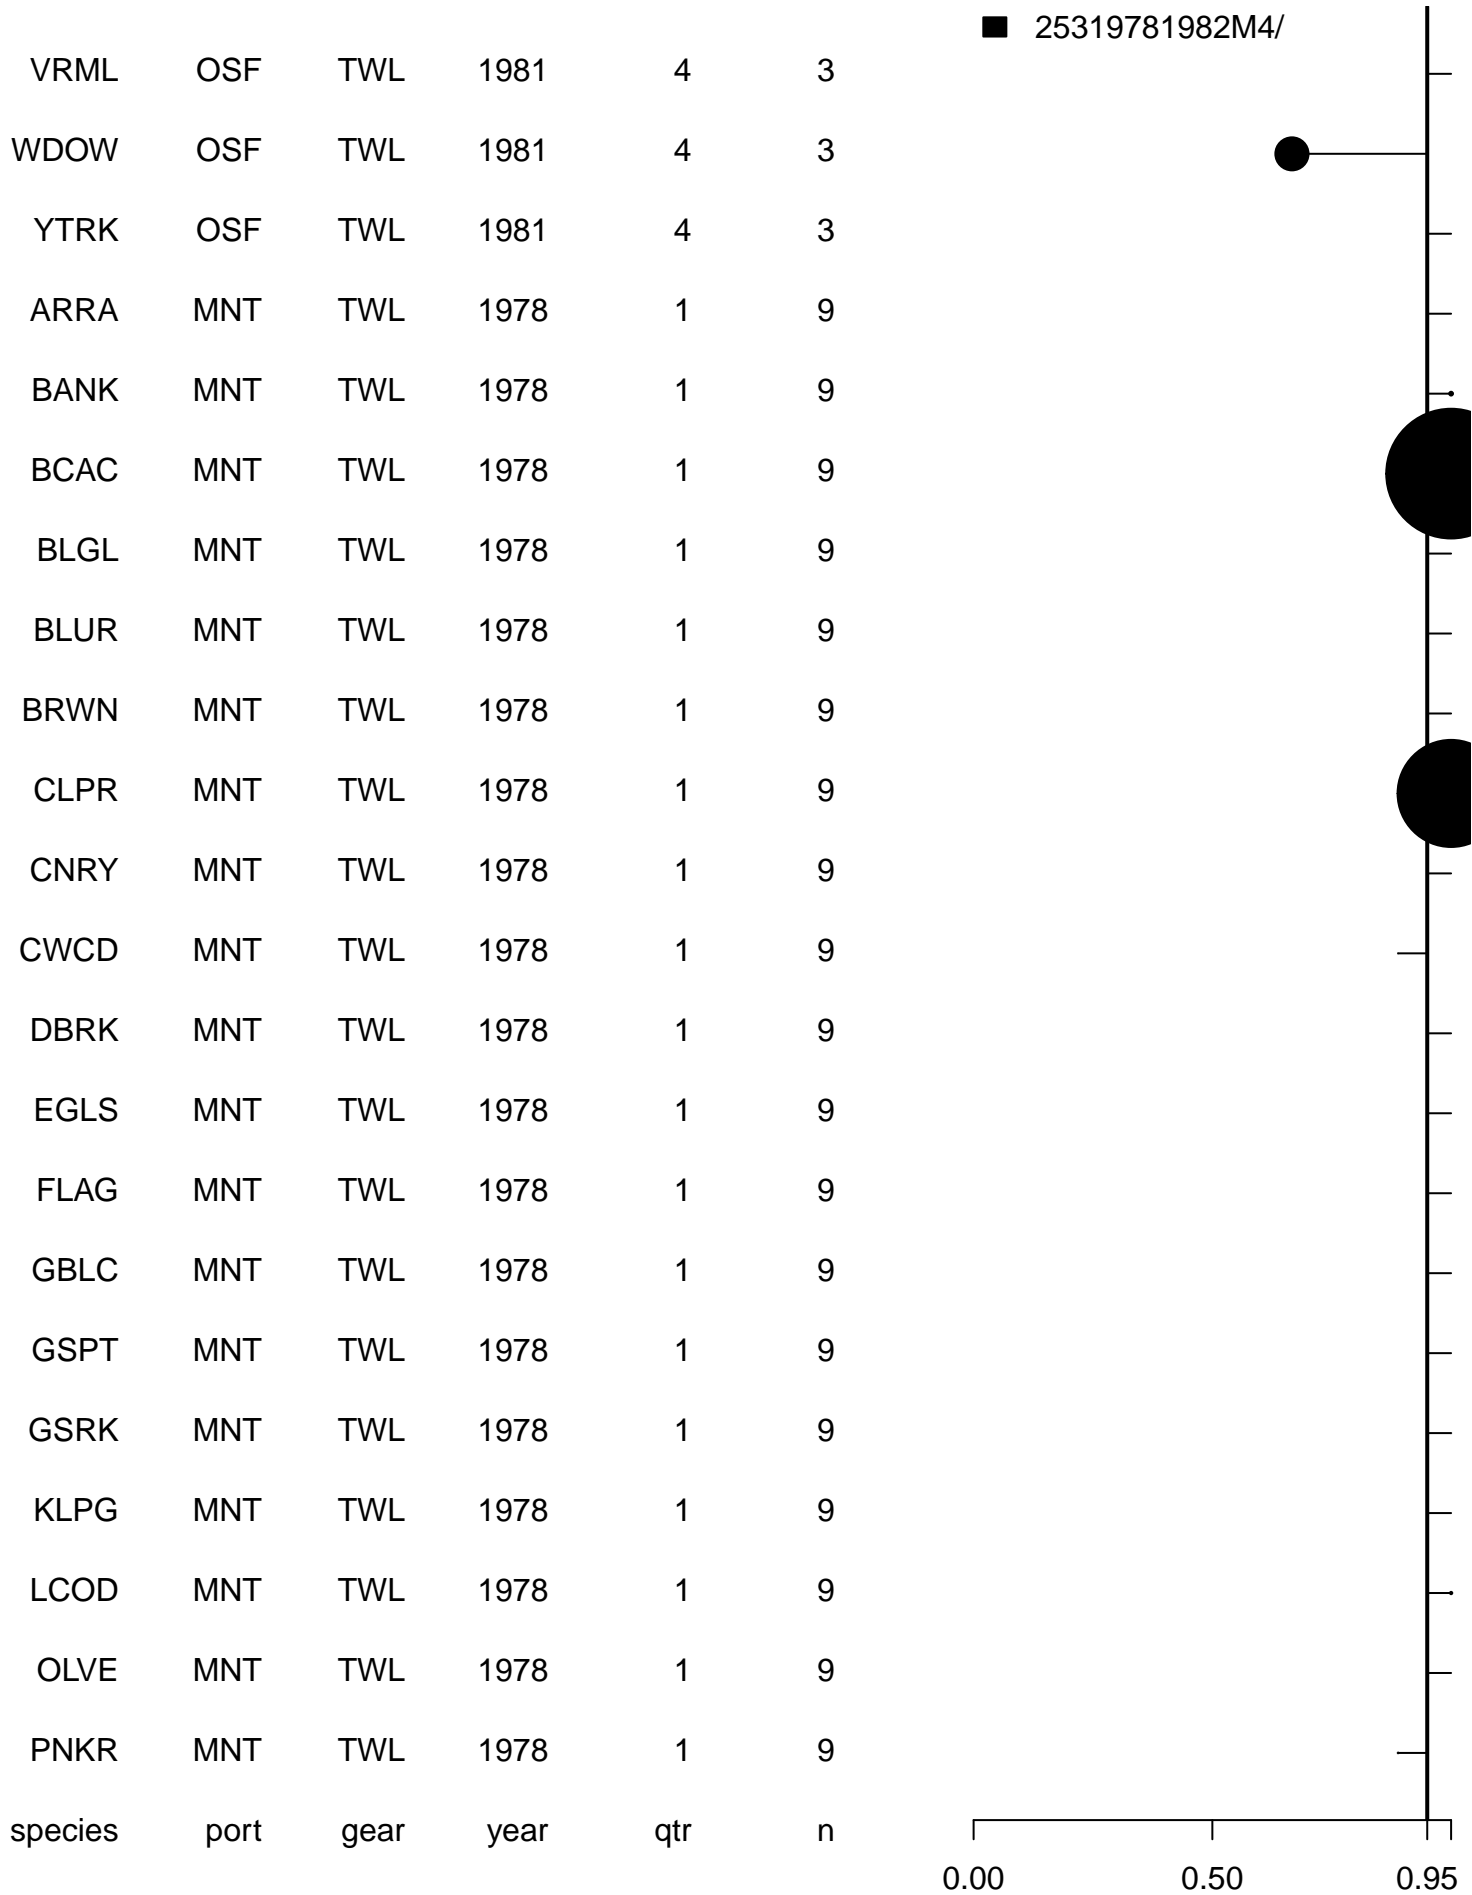 25319781982M4/
VRML OSF TWL 1981 4 3
WDOW OSF TWL 1981 4 3
YTRK OSF TWL 1981 4 3
ARRA MNT TWL 1978 1 9
BANK MNT TWL 1978 1 9
BCAC MNT TWL 1978 1 9
BLGL MNT TWL 1978 1 9
BLUR MNT TWL 1978 1 9
BRWN MNT TWL 1978 1 9
CLPR MNT TWL 1978 1 9
CNRY MNT TWL 1978 1 9
CWCD MNT TWL 1978 1 9
DBRK MNT TWL 1978 1 9
EGLS MNT TWL 1978 1 9
FLAG MNT TWL 1978 1 9
GBLC MNT TWL 1978 1 9
GSPT MNT TWL 1978 1 9
GSRK MNT TWL 1978 1 9
KLPG MNT TWL 1978 1 9
LCOD MNT TWL 1978 1 9
OLVE MNT TWL 1978 1 9
PNKR MNT TWL 1978 1 9
species port gear year qtr n
0.00 0.50 0.95